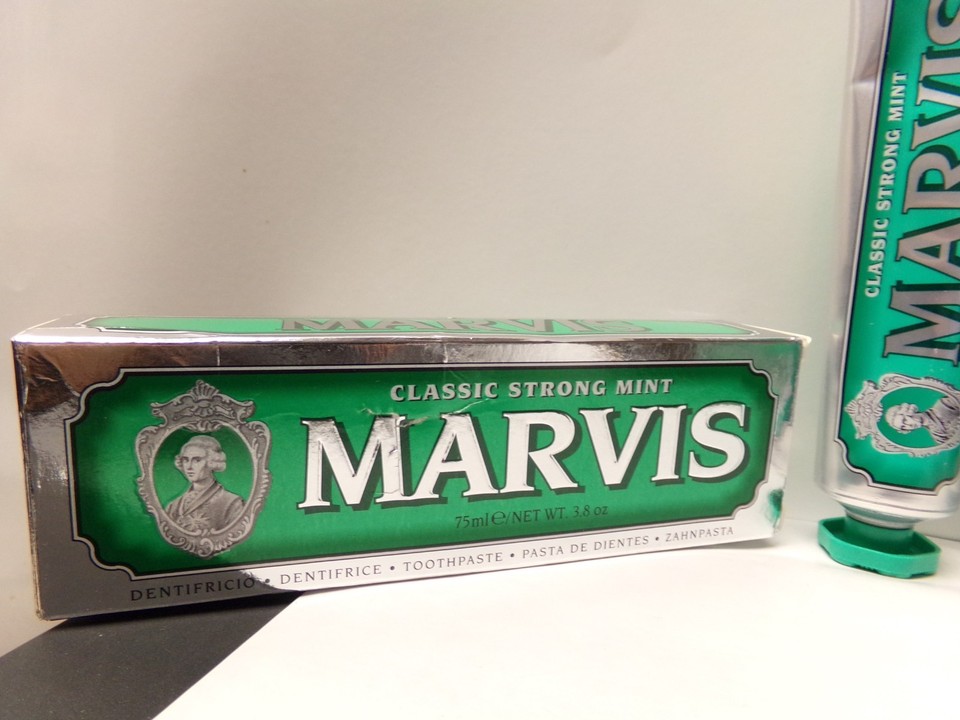 MARVIS
CLASSIC STRONG MINT
MARVIS
75ml ℮/NET WT. 3.8 oz
DENTIFRICIO • DENTIFRICE • TOOTHPASTE • PASTA DE DIENTES • ZAHNPASTA
CLASSIC STRONG MINT
MARVIS